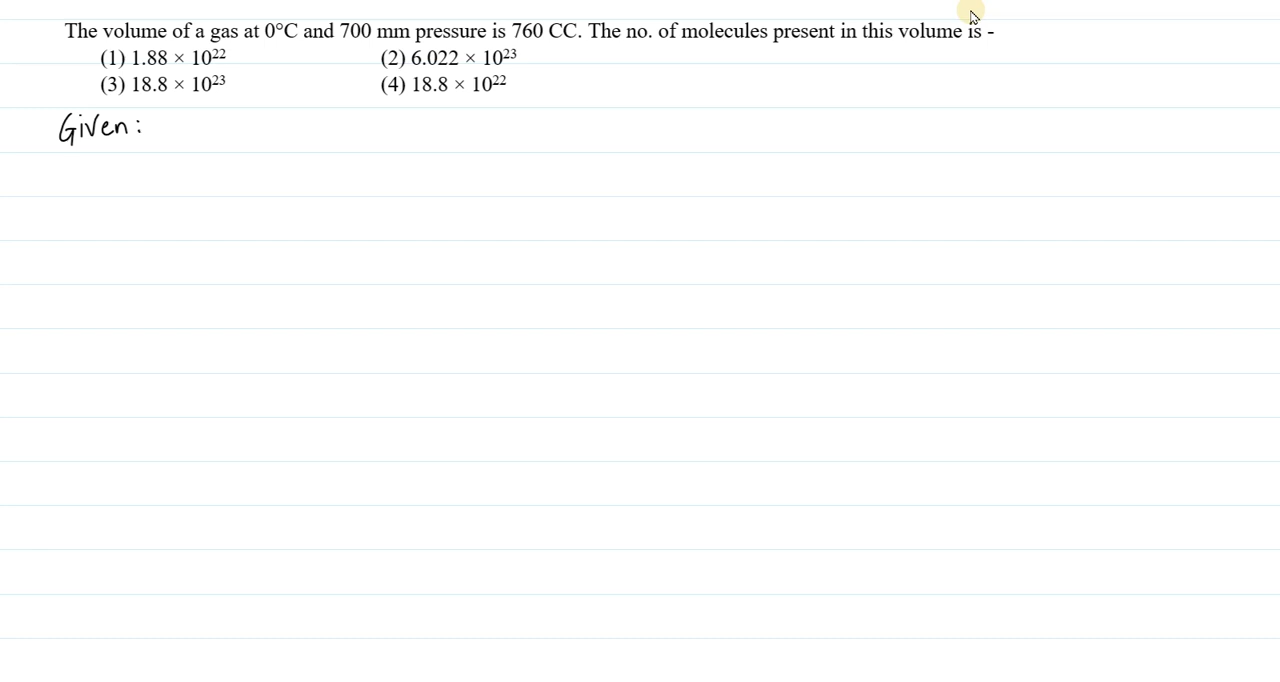 The volume of a gas at 0°C and 700 mm pressure is 760 CC. The no. of molecules present in this volume is -
(1) 1.88 × 10²² (2) 6.022 × 10²³
(3) 18.8 × 10²³ (4) 18.8 × 10²²
Given: